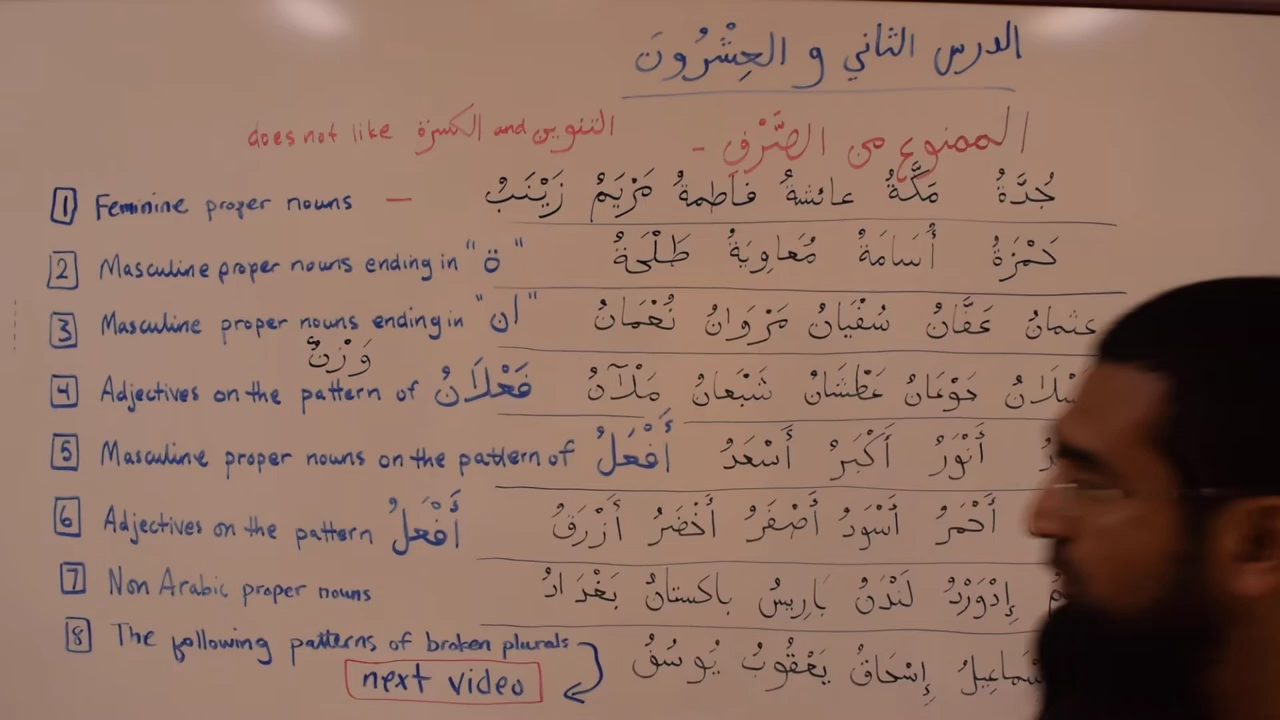 الدرس الثاني و العِشْرُونَ
الممنوع من الصَّرْفِ - التنوين and الكسرة does not like
1 Feminine proper nouns — جُدَّةُ مَكَّةُ عائشةُ فاطمةُ مَرْيَمُ زَيْنَبُ
2 Masculine proper nouns ending in "ة" حَمْزَةُ أُسَامَةُ مُعاوِيَةُ طَلْحَةُ
3 Masculine proper nouns ending in "ان" عثمانُ عَفَّانُ سُفْيَانُ مَرْوَانُ نُعْمَانُ
وَزْنٌ
4 Adjectives on the pattern of فَعْلَانُ جَوْعَانُ عَطْشَانُ شَبْعَانُ مَلْآنُ
5 Masculine proper nouns on the pattern of أَفْعَلُ أَنْوَرُ أَكْبَرُ أَسْعَدُ
6 Adjectives on the pattern أَفْعَلُ أَحْمَرُ أَسْوَدُ أَصْفَرُ أَخْضَرُ أَزْرَقُ
7 Non Arabic proper nouns إِدْوَرْدُ لَنْدَنُ بَارِيسُ باكستانُ بَغْدَادُ
8 The following patterns of broken plurals إِسْحَاقُ يَعْقُوبُ يُوسُفُ
next video